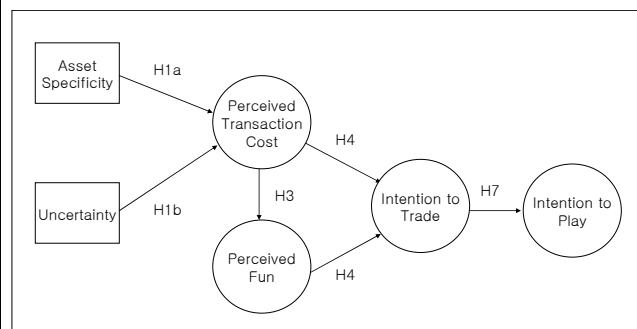 Asset
Specificity
H1a
Perceived
Transaction
Cost
H4
Uncertainty
H1b
H3
Intention to
Trade
H7
Intention to
Play
Perceived
Fun
H4